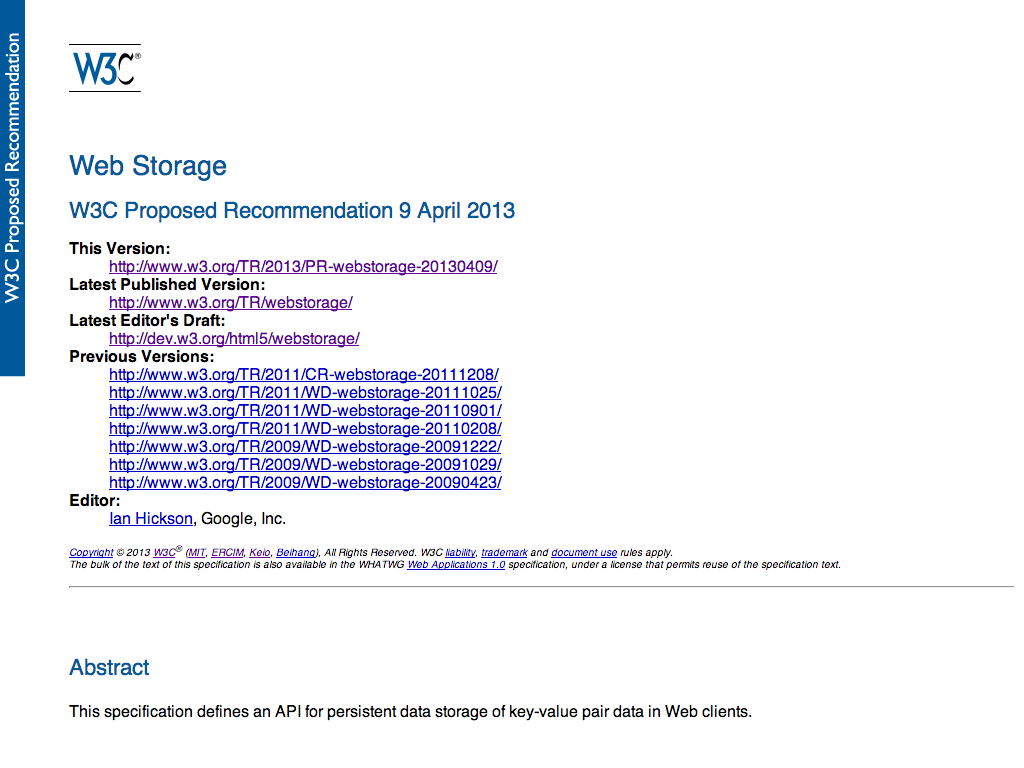 W3C Proposed Recommendation
W3C®
Web Storage
W3C Proposed Recommendation 9 April 2013
This Version:
http://www.w3.org/TR/2013/PR-webstorage-20130409/
Latest Published Version:
http://www.w3.org/TR/webstorage/
Latest Editor's Draft:
http://dev.w3.org/html5/webstorage/
Previous Versions:
http://www.w3.org/TR/2011/CR-webstorage-20111208/
http://www.w3.org/TR/2011/WD-webstorage-20111025/
http://www.w3.org/TR/2011/WD-webstorage-20110901/
http://www.w3.org/TR/2011/WD-webstorage-20110208/
http://www.w3.org/TR/2009/WD-webstorage-20091222/
http://www.w3.org/TR/2009/WD-webstorage-20091029/
http://www.w3.org/TR/2009/WD-webstorage-20090423/
Editor:
Ian Hickson, Google, Inc.
Copyright © 2013 W3C® (MIT, ERCIM, Keio, Beihang), All Rights Reserved. W3C liability, trademark and document use rules apply.
The bulk of the text of this specification is also available in the WHATWG Web Applications 1.0 specification, under a license that permits reuse of the specification text.
Abstract
This specification defines an API for persistent data storage of key-value pair data in Web clients.